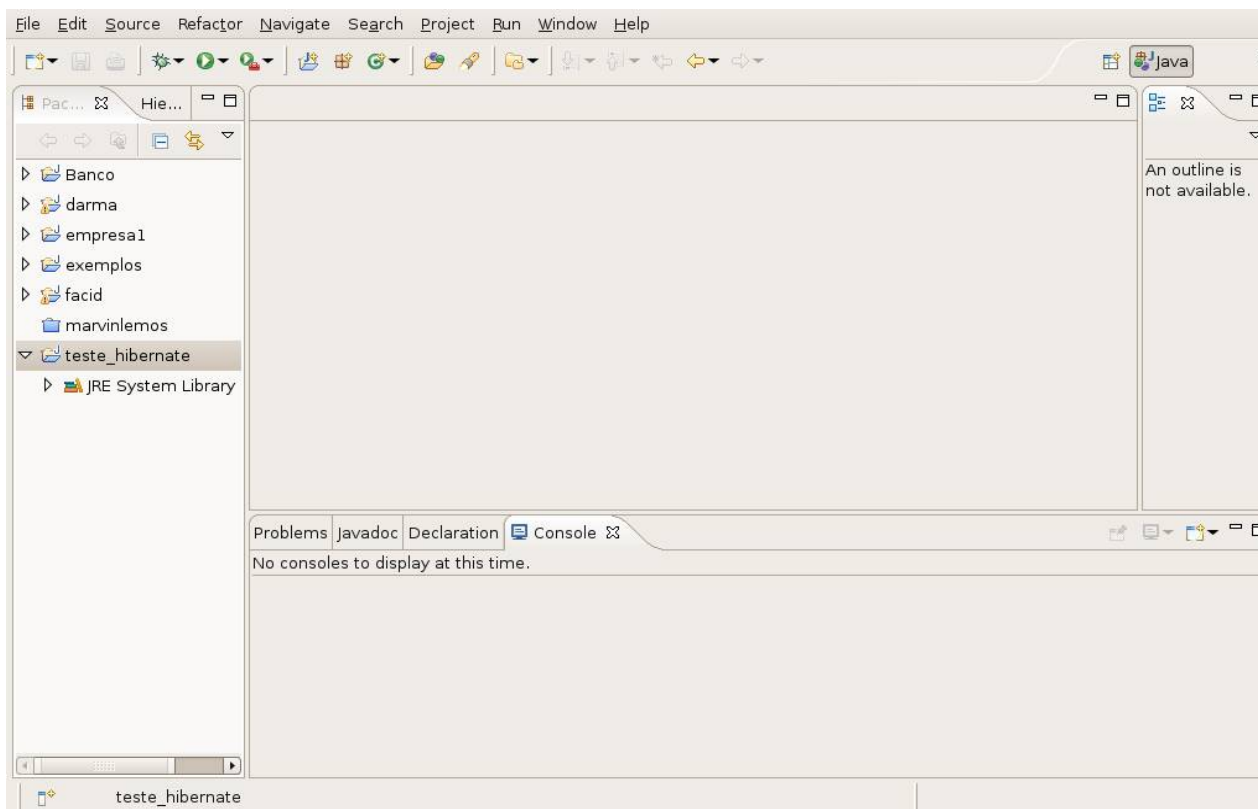 File Edit Source Refactor Navigate Search Project Run Window Help
Java
Pac... Hie...
Banco
darma
empresa1
exemplos
facid
marvinlemos
teste_hibernate
JRE System Library
An outline is
not available.
Problems Javadoc Declaration Console
No consoles to display at this time.
teste_hibernate